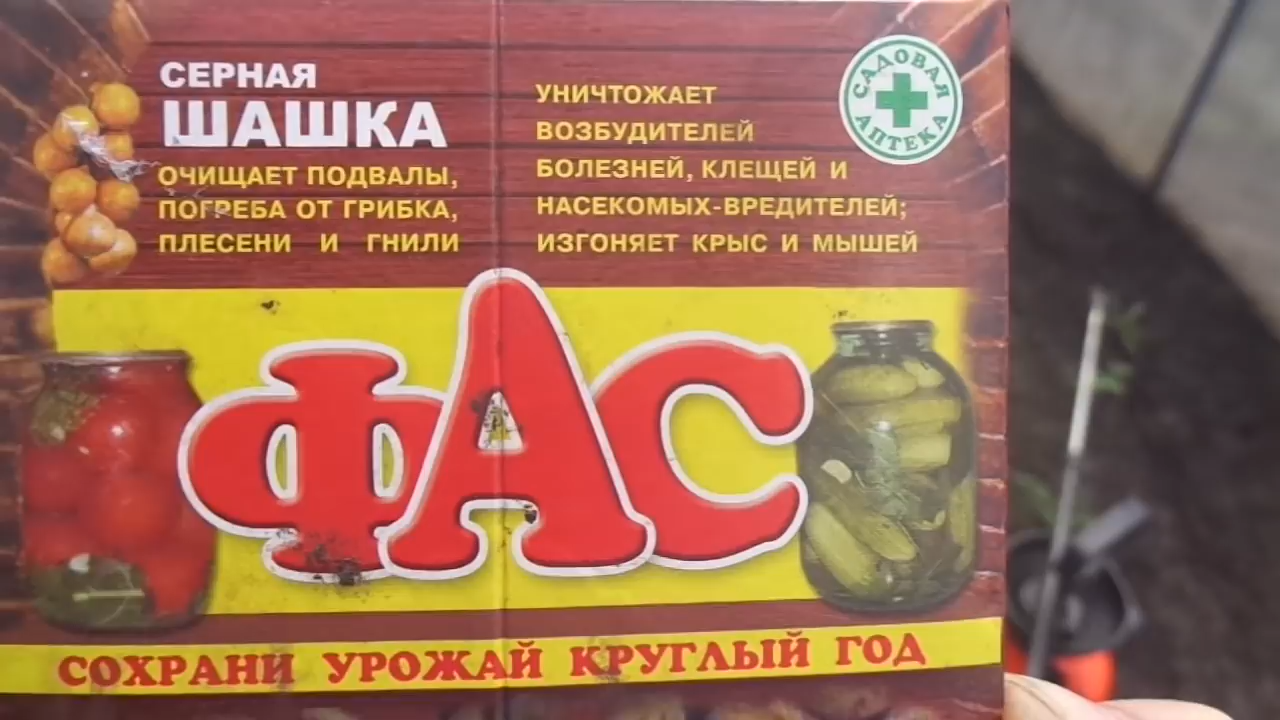 СЕРНАЯ
ШАШКА
ОЧИЩАЕТ ПОДВАЛЫ,
ПОГРЕБА ОТ ГРИБКА,
ПЛЕСЕНИ И ГНИЛИ
УНИЧТОЖАЕТ
ВОЗБУДИТЕЛЕЙ
БОЛЕЗНЕЙ, КЛЕЩЕЙ И
НАСЕКОМЫХ-ВРЕДИТЕЛЕЙ;
ИЗГОНЯЕТ КРЫС И МЫШЕЙ
САДОВАЯ
АПТЕКА
ФАС
СОХРАНИ УРОЖАЙ КРУГЛЫЙ ГОД